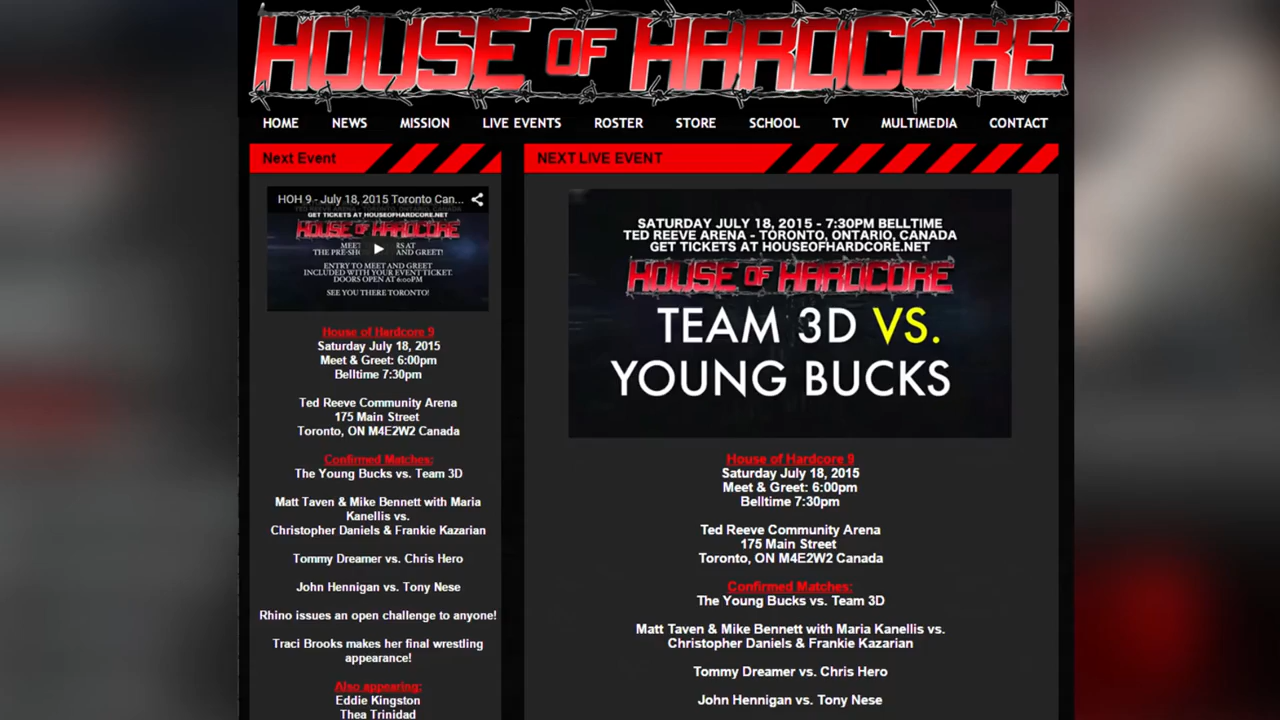 HOUSE OF HARDCORE
HOME NEWS MISSION LIVE EVENTS ROSTER STORE SCHOOL TV MULTIMEDIA CONTACT
Next Event
HOH 9 - July 18, 2015 Toronto Can...
TED REEVE ARENA - TORONTO, ONTARIO, CANADA
GET TICKETS AT HOUSEOFHARDCORE.NET
HOUSE OF HARDCORE
THE PRE-
AND GREET!
ENTRY TO MEET AND GREET
INCLUDED WITH YOUR EVENT TICKET.
DOORS OPEN AT 6:00PM
SEE YOU THERE TORONTO!
House of Hardcore 9
Saturday July 18, 2015
Meet & Greet: 6:00pm
Belltime 7:30pm
Ted Reeve Community Arena
175 Main Street
Toronto, ON M4E2W2 Canada
Confirmed Matches:
The Young Bucks vs. Team 3D
Matt Taven & Mike Bennett with Maria
Kanellis vs.
Christopher Daniels & Frankie Kazarian
Tommy Dreamer vs. Chris Hero
John Hennigan vs. Tony Nese
Rhino issues an open challenge to anyone!
Traci Brooks makes her final wrestling
appearance!
Also appearing:
Eddie Kingston
Thea Trinidad
NEXT LIVE EVENT
SATURDAY JULY 18, 2015 - 7:30PM BELLTIME
TED REEVE ARENA - TORONTO, ONTARIO, CANADA
GET TICKETS AT HOUSEOFHARDCORE.NET
HOUSE OF HARDCORE
TEAM 3D VS.
YOUNG BUCKS
House of Hardcore 9
Saturday July 18, 2015
Meet & Greet: 6:00pm
Belltime 7:30pm
Ted Reeve Community Arena
175 Main Street
Toronto, ON M4E2W2 Canada
Confirmed Matches:
The Young Bucks vs. Team 3D
Matt Taven & Mike Bennett with Maria Kanellis vs.
Christopher Daniels & Frankie Kazarian
Tommy Dreamer vs. Chris Hero
John Hennigan vs. Tony Nese